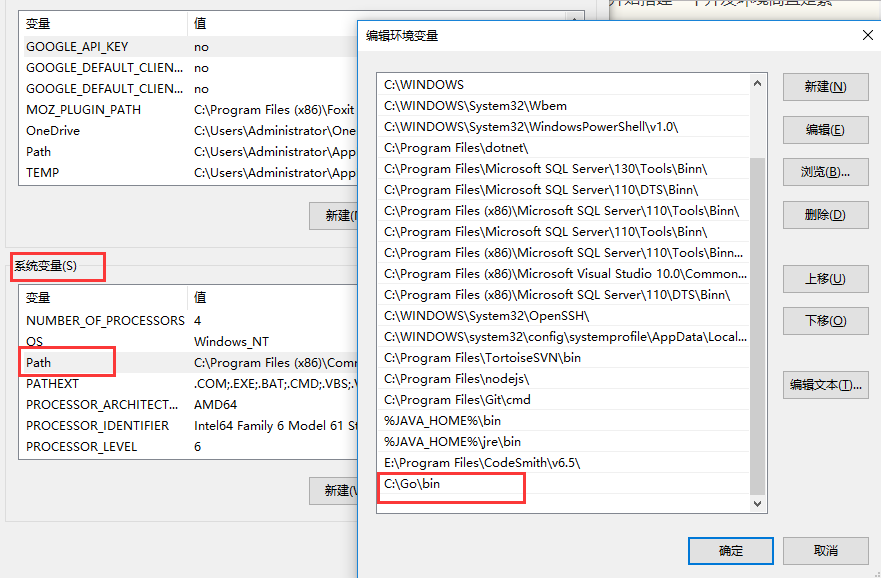 变量 值
GOOGLE_API_KEY no
GOOGLE_DEFAULT_CLIEN... no
GOOGLE_DEFAULT_CLIEN... no
MOZ_PLUGIN_PATH C:\Program Files (x86)\Foxit
OneDrive C:\Users\Administrator\One
Path C:\Users\Administrator\App
TEMP C:\Users\Administrator\App
新建(
系统变量(S)
变量 值
NUMBER_OF_PROCESSORS 4
OS Windows_NT
Path C:\Program Files (x86)\Com
PATHEXT .COM;.EXE;.BAT;.CMD;.VBS;.
PROCESSOR_ARCHITECT... AMD64
PROCESSOR_IDENTIFIER Intel64 Family 6 Model 61 St
PROCESSOR_LEVEL 6
新建(
编辑环境变量
C:\WINDOWS
C:\WINDOWS\System32\Wbem
C:\WINDOWS\System32\WindowsPowerShell\v1.0\
C:\Program Files\dotnet\
C:\Program Files\Microsoft SQL Server\130\Tools\Binn\
C:\Program Files\Microsoft SQL Server\110\DTS\Binn\
C:\Program Files (x86)\Microsoft SQL Server\110\Tools\Binn\
C:\Program Files\Microsoft SQL Server\110\Tools\Binn\
C:\Program Files (x86)\Microsoft SQL Server\110\Tools\Binn...
C:\Program Files (x86)\Microsoft Visual Studio 10.0\Common...
C:\Program Files (x86)\Microsoft SQL Server\110\DTS\Binn\
C:\WINDOWS\System32\OpenSSH\
C:\WINDOWS\system32\config\systemprofile\AppData\Local...
C:\Program Files\TortoiseSVN\bin
C:\Program Files\nodejs\
C:\Program Files\Git\cmd
%JAVA_HOME%\bin
%JAVA_HOME%\jre\bin
E:\Program Files\CodeSmith\v6.5\
C:\Go\bin
新建(N)
编辑(E)
浏览(B)...
删除(D)
上移(U)
下移(O)
编辑文本(T)...
确定 取消